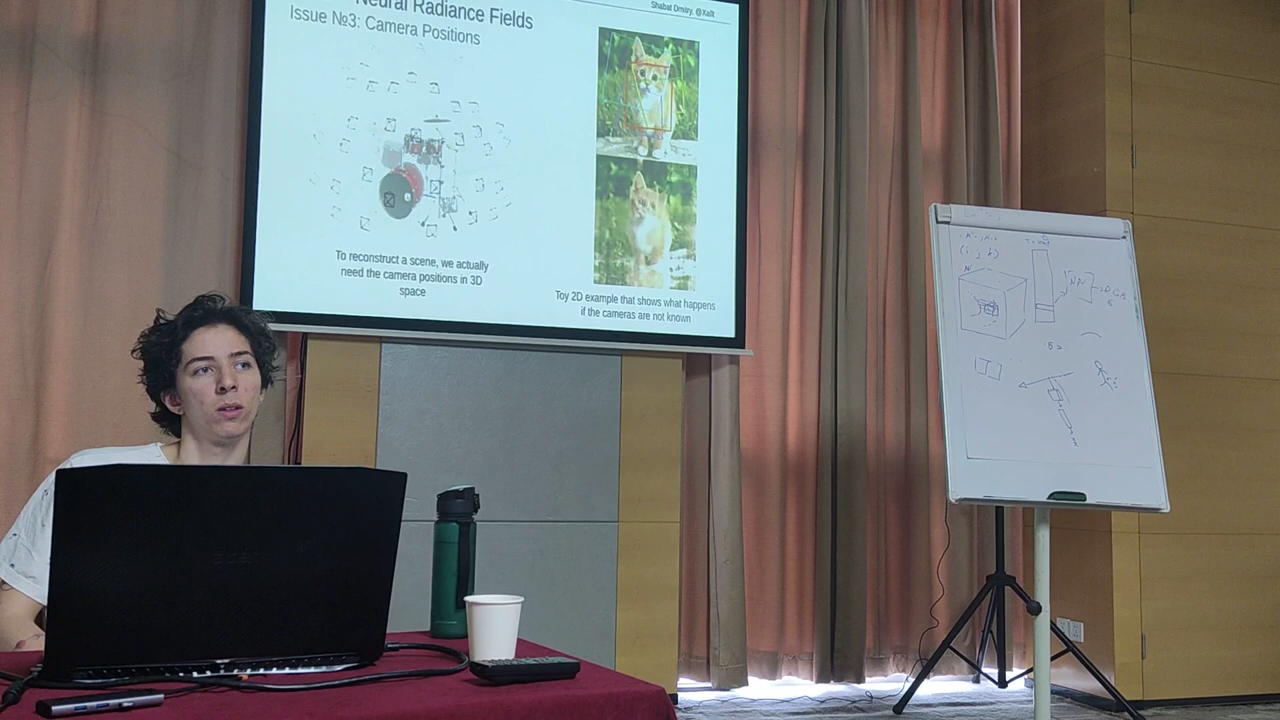 Neural Radiance Fields
Shabat Dmitry, @Xallt
Issue №3: Camera Positions
To reconstruct a scene, we actually
need the camera positions in 3D
space
Toy 2D example that shows what happens
if the cameras are not known
(i, j, k)
N